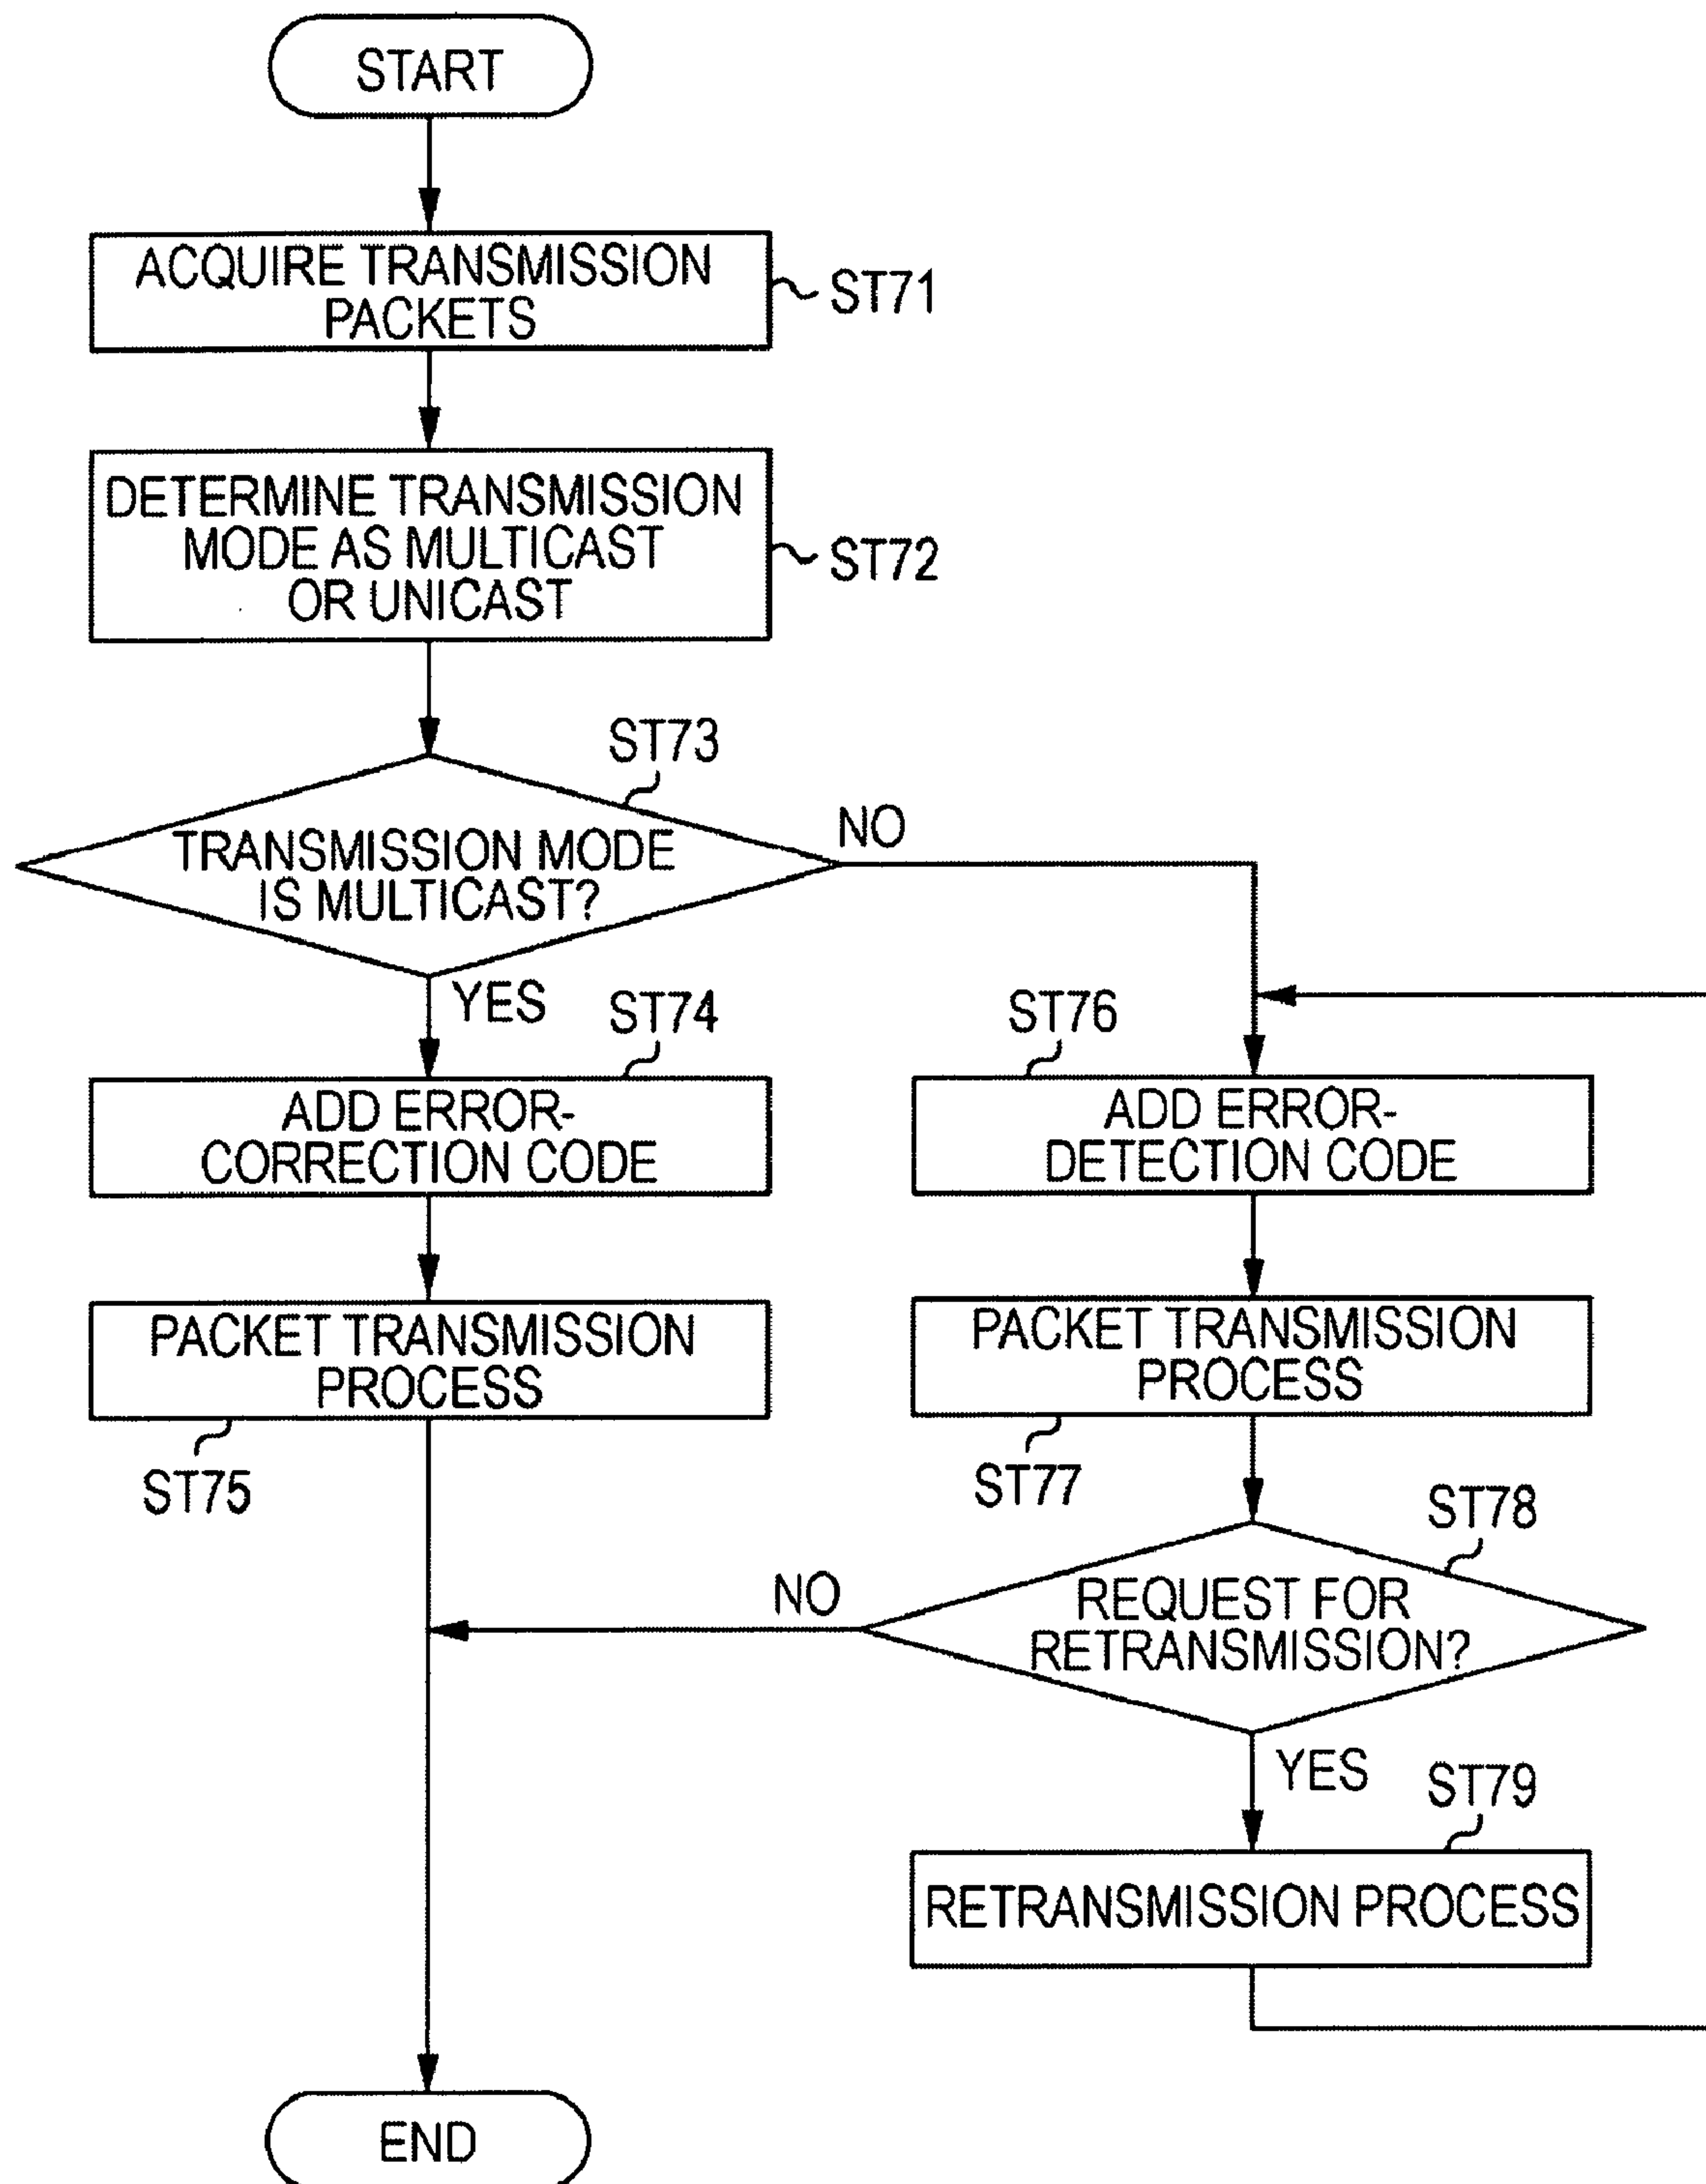 START
ACQUIRE TRANSMISSION
PACKETS
ST71
DETERMINE TRANSMISSION
MODE AS MULTICAST
OR UNICAST
ST72
ST73
TRANSMISSION MODE
IS MULTICAST?
NO
YES
ST74
ADD ERROR-
CORRECTION CODE
ST76
ADD ERROR-
DETECTION CODE
PACKET TRANSMISSION
PROCESS
ST75
PACKET TRANSMISSION
PROCESS
ST77
ST78
REQUEST FOR
RETRANSMISSION?
NO
YES
ST79
RETRANSMISSION PROCESS
END